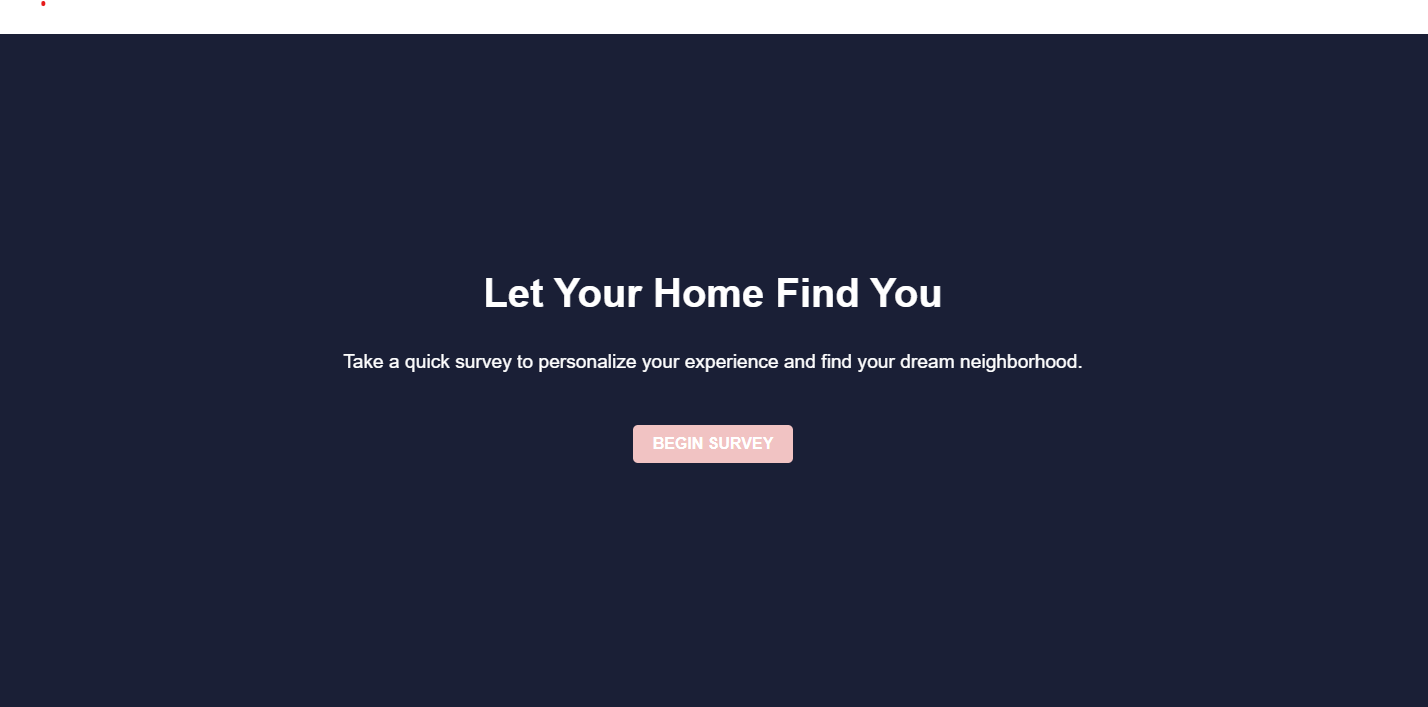 Let Your Home Find You
Take a quick survey to personalize your experience and find your dream neighborhood.
BEGIN SURVEY